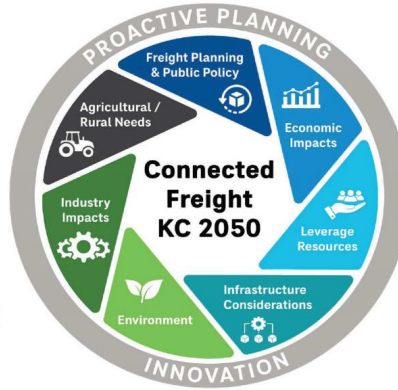 PROACTIVE PLANNING
Freight Planning
& Public Policy
Economic
Impacts
Leverage
Resources
Infrastructure
Considerations
Environment
Industry
Impacts
Agricultural /
Rural Needs
Connected
Freight
KC 2050
INNOVATION